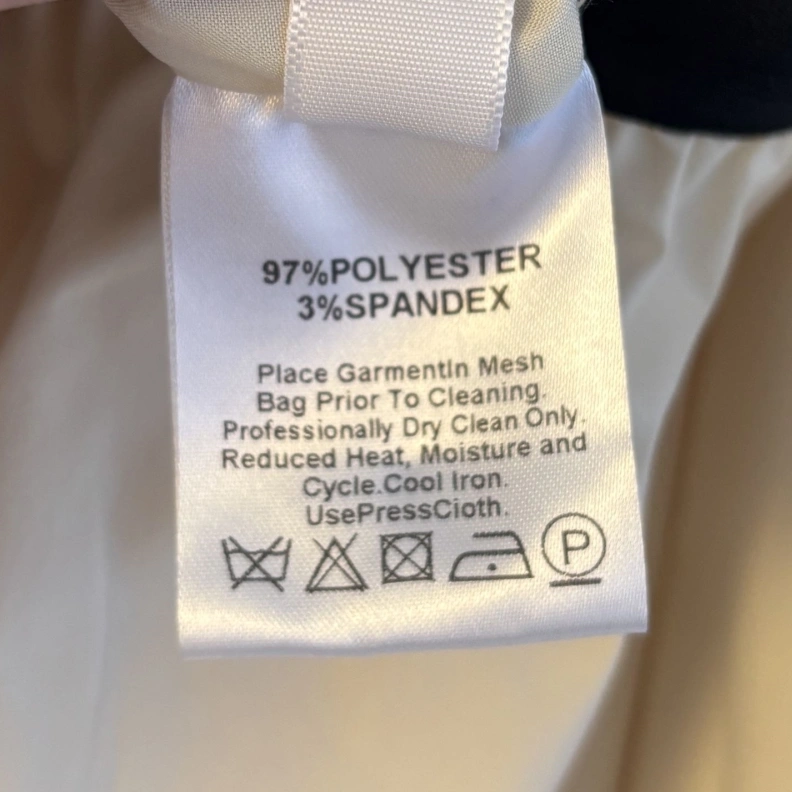 97%POLYESTER
3%SPANDEX
Place GarmentIn Mesh
Bag Prior To Cleaning.
Professionally Dry Clean Only.
Reduced Heat, Moisture and
Cycle.Cool Iron.
UsePressCioth.
P